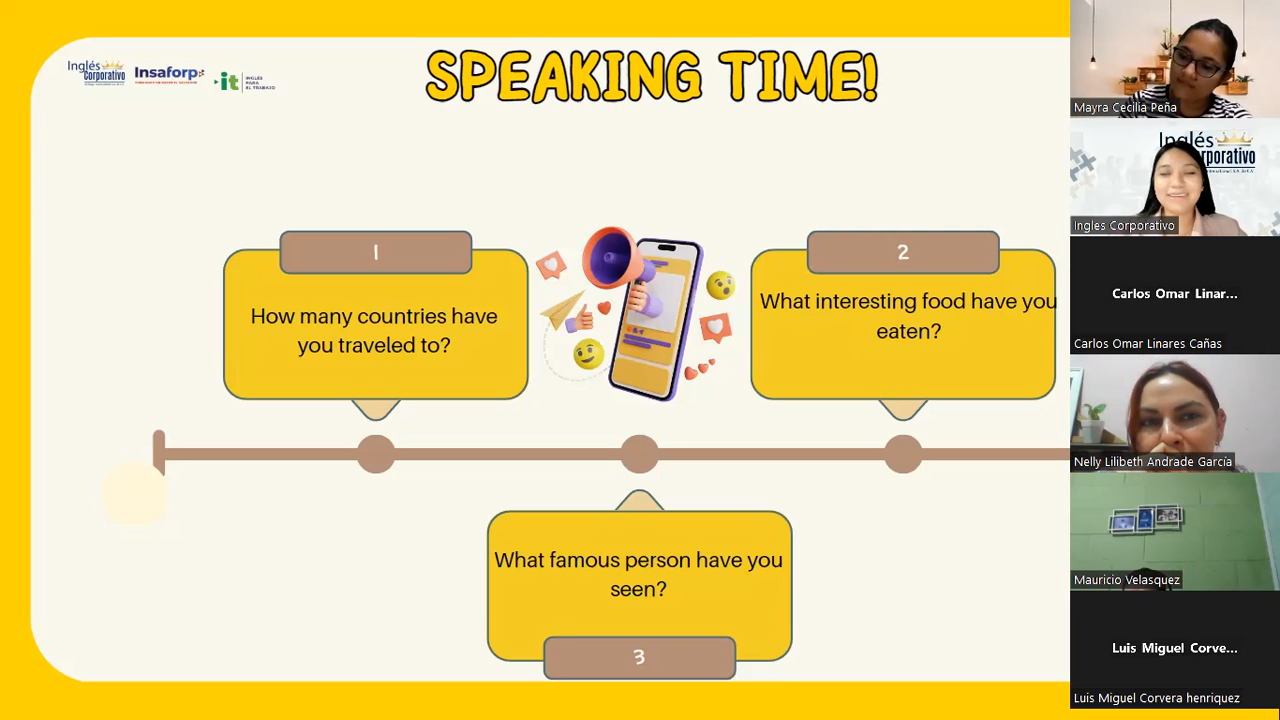 Inglés
Corporativo
Insaforp
it
INGLÉS
PARA
EL TRABAJO
SPEAKING TIME!
1
How many countries have
you traveled to?
2
What interesting food have you
eaten?
What famous person have you
seen?
3
Mayra Cecilia Peña
Inglés
rporativo
Ingles Corporativo
Carlos Omar Linar...
Carlos Omar Linares Cañas
Nelly Lilibeth Andrade García
Mauricio Velasquez
Luis Miguel Corve...
Luis Miguel Corvera henriquez